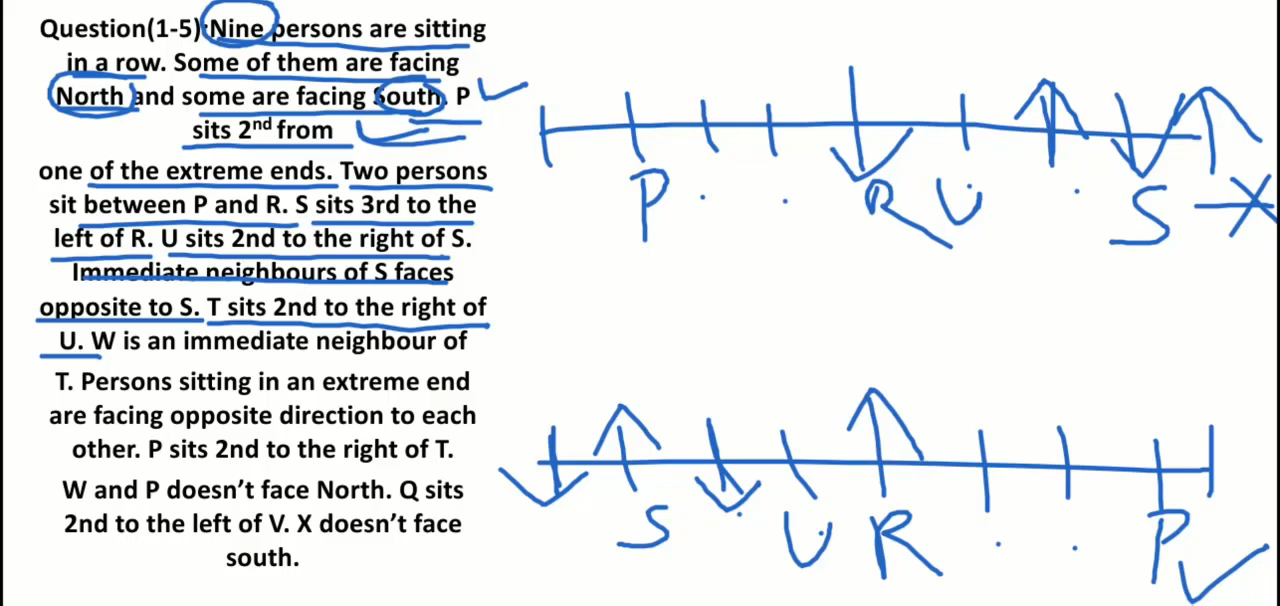 Question(1-5):Nine persons are sitting
in a row. Some of them are facing
North and some are facing South. P
sits 2nd from
one of the extreme ends. Two persons
sit between P and R. S sits 3rd to the
left of R. U sits 2nd to the right of S.
Immediate neighbours of S faces
opposite to S. T sits 2nd to the right of
U. W is an immediate neighbour of
T. Persons sitting in an extreme end
are facing opposite direction to each
other. P sits 2nd to the right of T.
W and P doesn't face North. Q sits
2nd to the left of V. X doesn't face
south.
P . . R U . S X
S . U R . . P